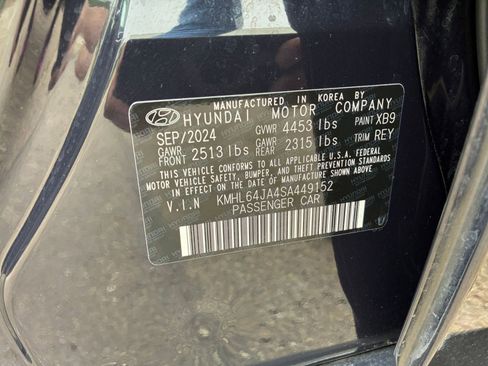 MANUFACTURED IN KOREA BY
HYUNDAI MOTOR COMPANY
SEP/2024 GVWR 4453 lbs PAINT XB9
GAWR FRONT 2513 lbs GAWR REAR 2315 lbs TRIM REY
THIS VEHICLE CONFORMS TO ALL APPLICABLE U.S.A. FEDERAL
MOTOR VEHICLE SAFETY, BUMPER, AND THEFT PREVENTION STANDARDS
IN EFFECT ON THE DATE OF MANUFACTURE SHOWN ABOVE.
V.I.N KMHL64JA4SA449152
PASSENGER CAR